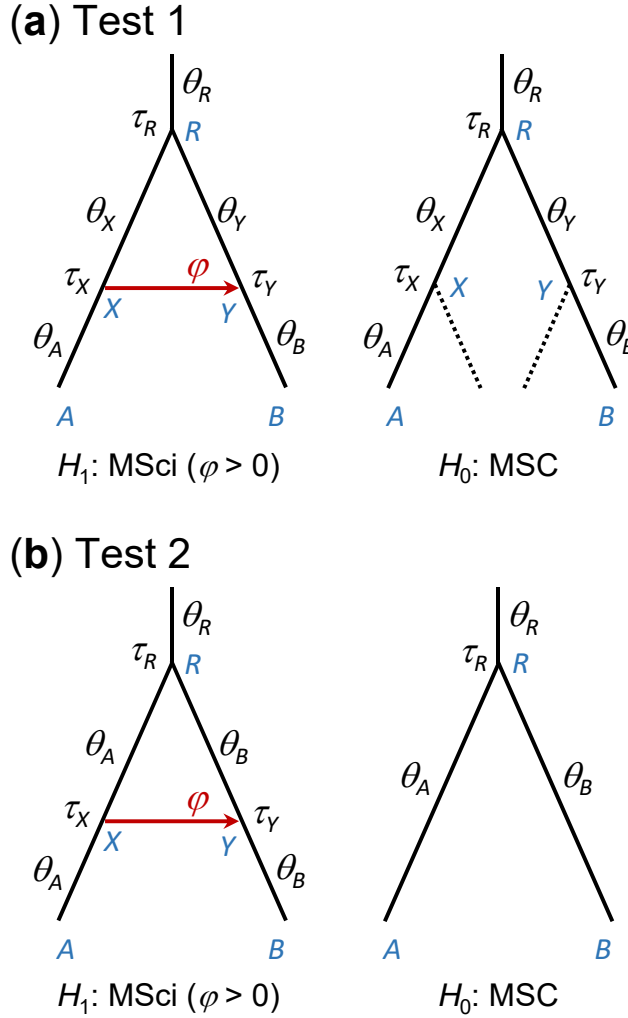 (a) Test 1
θR θR
τR R τR R
θX θY θX θY
τX φ τY τX X Y τY
X Y
θA θB θA θB
A B A B
H1: MSci (φ > 0) H0: MSC
(b) Test 2
θR θR
τR R τR R
θA θB θA θB
τX φ τY
X Y
θA θB
A B A B
H1: MSci (φ > 0) H0: MSC